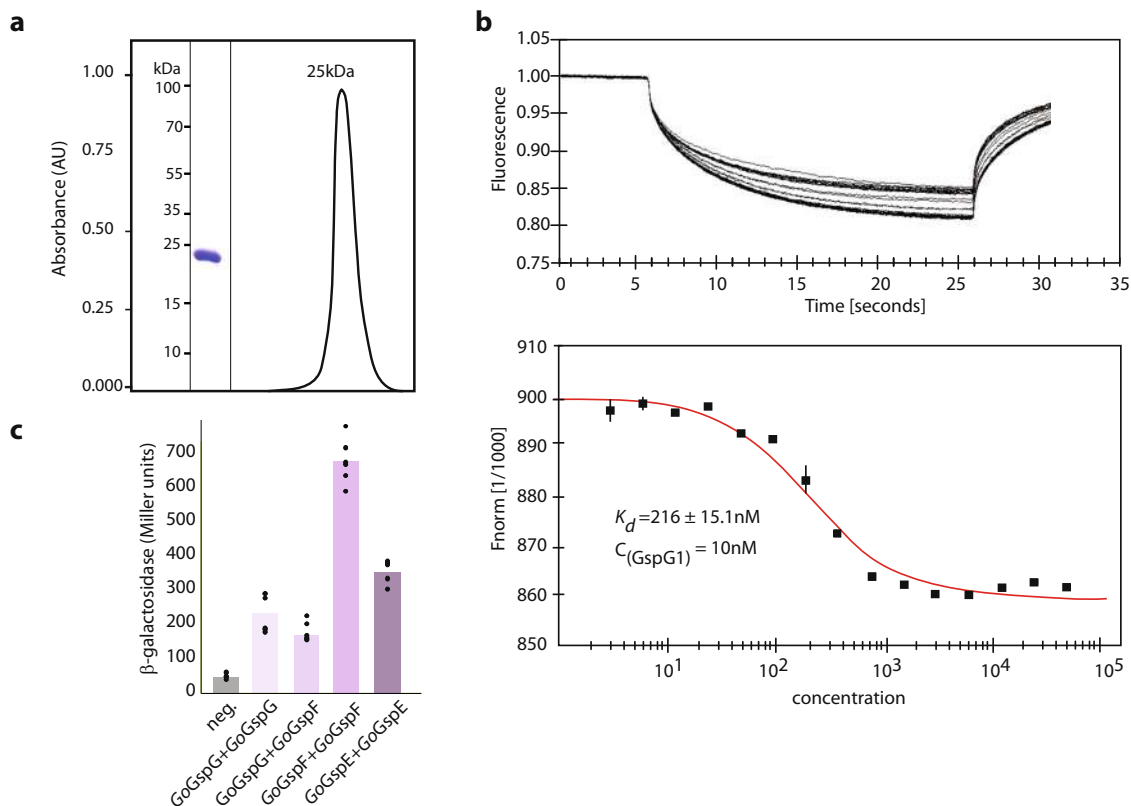 a
Absorbance (AU)
1.00
0.75
0.50
0.25
0.000
kDa
100
70
55
35
25
15
10
25kDa
b
Fluorescence
1.05
1.00
0.95
0.90
0.85
0.80
0.75
0 5 10 15 20 25 30 35
Time [seconds]
Fnorm [1/1000]
910
900
890
880
870
860
850
Kd =216 ± 15.1nM
C(GspG1) = 10nM
10¹ 10² 10³ 10⁴ 10⁵
concentration
c
β-galactosidase (Miller units)
700
600
500
400
300
200
100
0
neg.
GoGspG+GoGspG
GoGspG+GoGspF
GoGspF+GoGspF
GoGspE+GoGspE